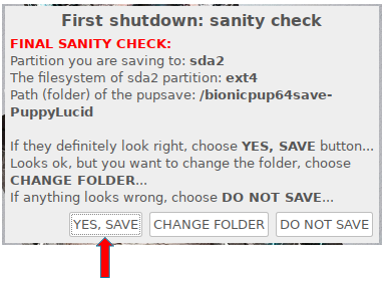 First shutdown: sanity check
FINAL SANITY CHECK:
Partition you are saving to: sda2
The filesystem of sda2 partition: ext4
Path (folder) of the pupsave: /bionicpup64save-
PuppyLucid
If they definitely look right, choose YES, SAVE button...
Looks ok, but you want to change the folder, choose
CHANGE FOLDER...
If anything looks wrong, choose DO NOT SAVE...
YES, SAVE CHANGE FOLDER DO NOT SAVE